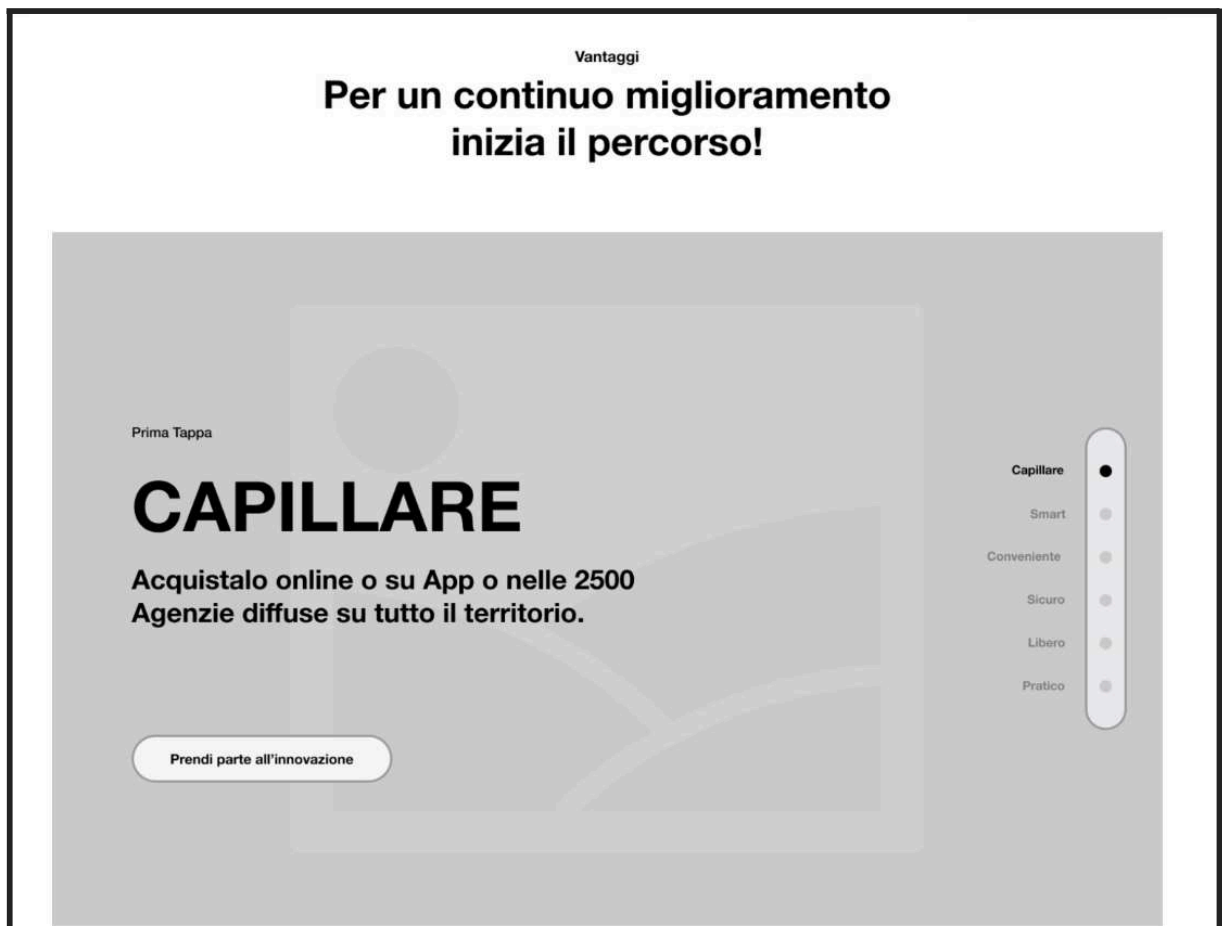 Vantaggi
Per un continuo miglioramento
inizia il percorso!
Prima Tappa
CAPILLARE
Acquistalo online o su App o nelle 2500
Agenzie diffuse su tutto il territorio.
Prendi parte all'innovazione
Capillare
Smart
Conveniente
Sicuro
Libero
Pratico